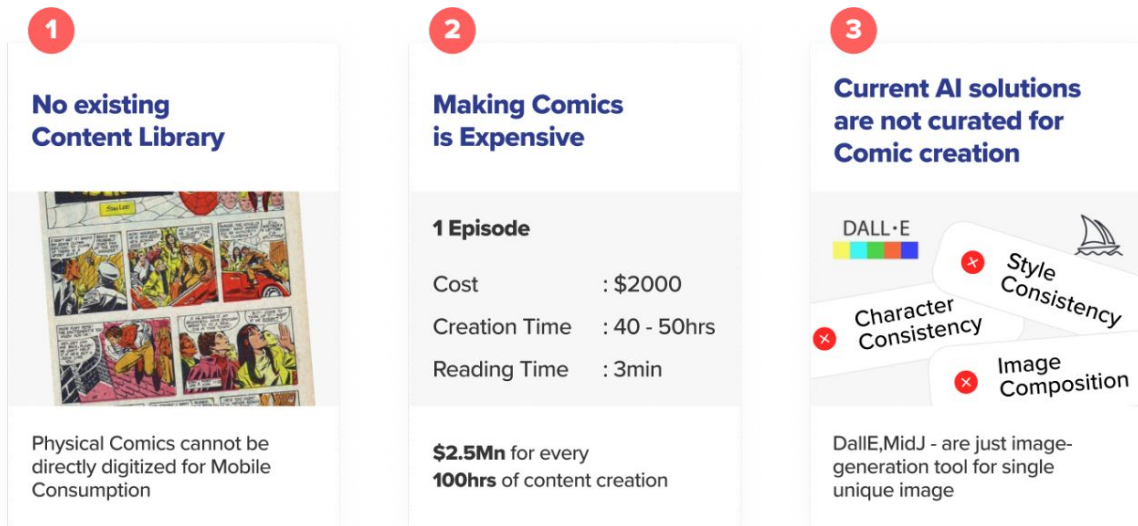 1
No existing
Content Library
STAN LEE
Physical Comics cannot be
directly digitized for Mobile
Consumption
2
Making Comics
is Expensive
1 Episode
Cost : $2000
Creation Time : 40 - 50hrs
Reading Time : 3min
$2.5Mn for every
100hrs of content creation
3
Current AI solutions
are not curated for
Comic creation
DALL·E
Style
Consistency
Character
Consistency
Image
Composition
DallE,MidJ - are just image-
generation tool for single
unique image